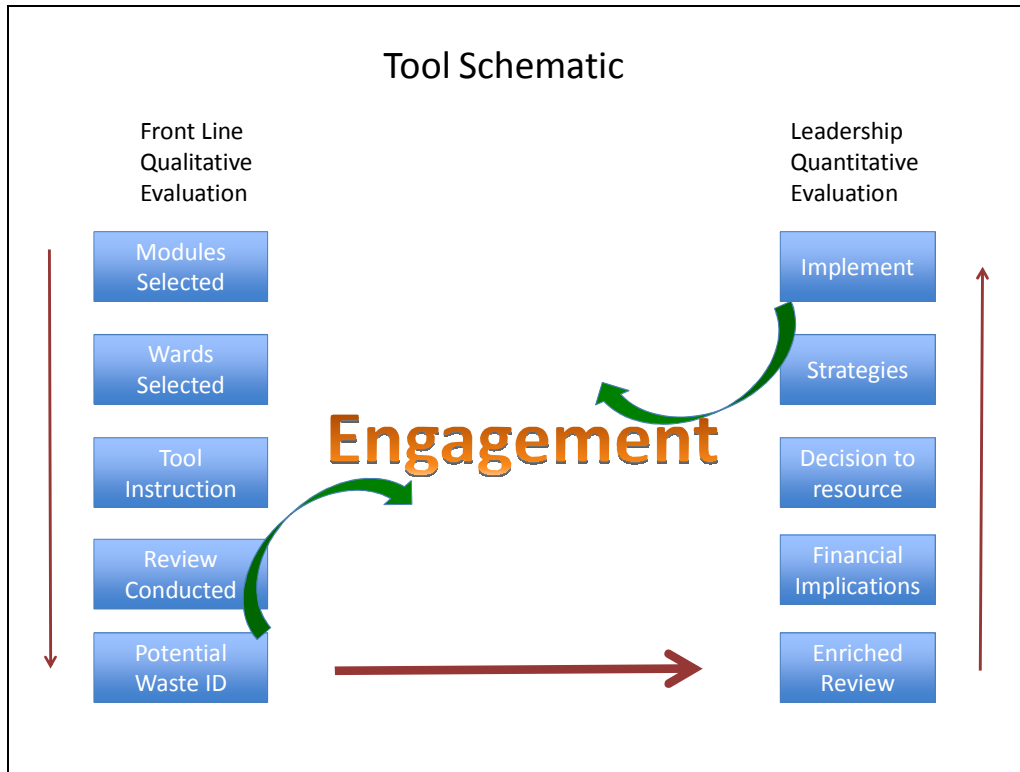 Tool Schematic
Front Line
Qualitative
Evaluation
Modules
Selected
Wards
Selected
Tool
Instruction
Review
Conducted
Potential
Waste ID
Engagement
Leadership
Quantitative
Evaluation
Implement
Strategies
Decision to
resource
Financial
Implications
Enriched
Review